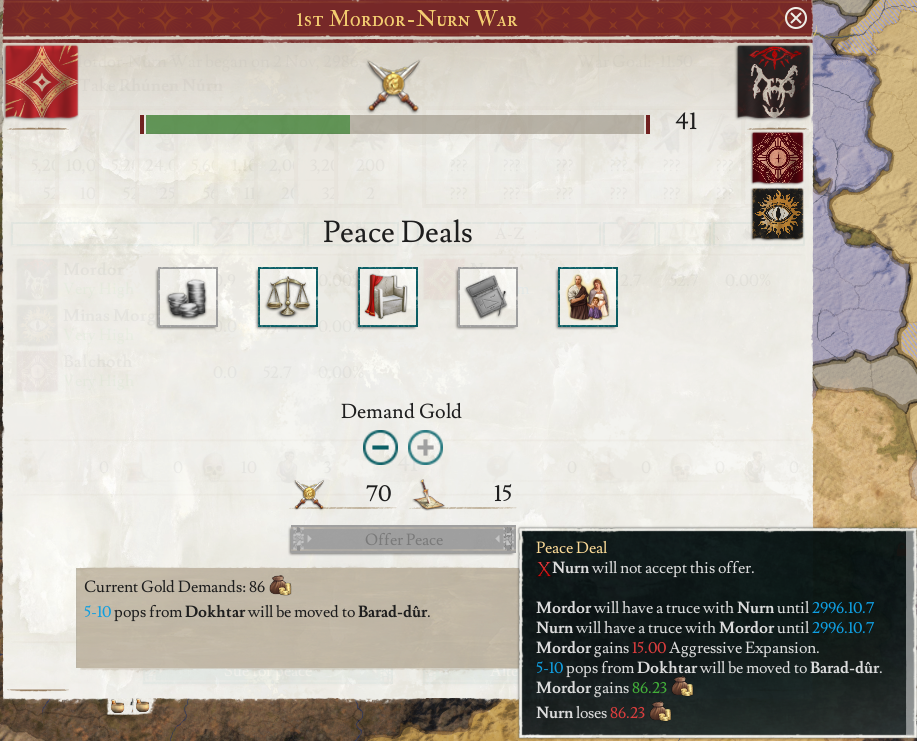 1st Mordor-Nurn War
41
Peace Deals
Demand Gold
70 15
Offer Peace
Current Gold Demands: 86
5-10 pops from Dokhtar will be moved to Barad-dûr.
Peace Deal
X Nurn will not accept this offer.
Mordor will have a truce with Nurn until 2996.10.7
Nurn will have a truce with Mordor until 2996.10.7
Mordor gains 15.00 Aggressive Expansion.
5-10 pops from Dokhtar will be moved to Barad-dûr.
Mordor gains 86.23
Nurn loses 86.23